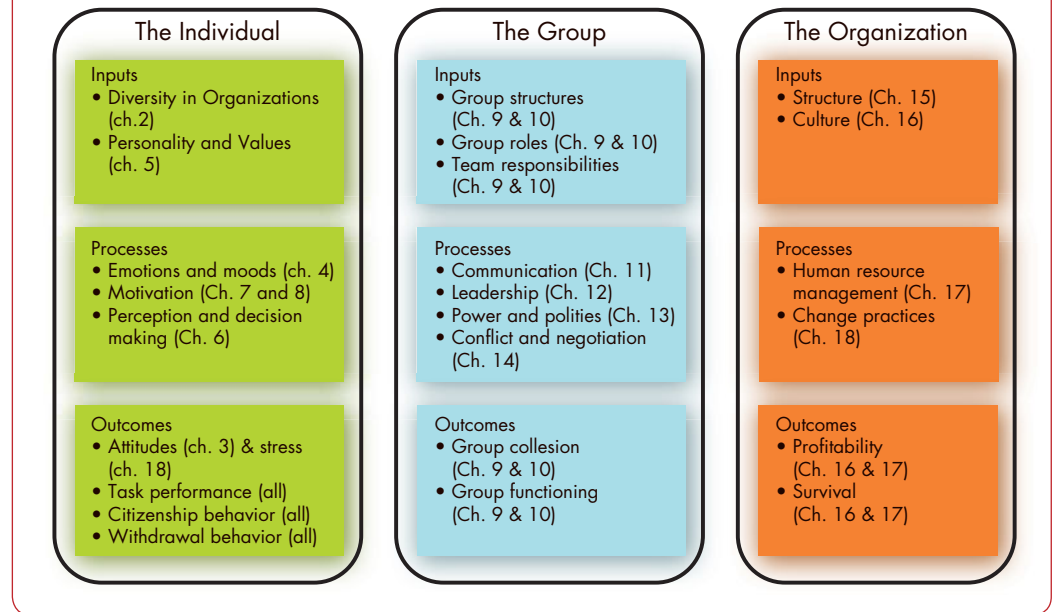 The Individual
Inputs
• Diversity in Organizations
(ch.2)
• Personality and Values
(ch. 5)
Processes
• Emotions and moods (ch. 4)
• Motivation (Ch. 7 and 8)
• Perception and decision
making (Ch. 6)
Outcomes
• Attitudes (ch. 3) & stress
(ch. 18)
• Task performance (all)
• Citizenship behavior (all)
• Withdrawal behavior (all)
The Group
Inputs
• Group structures
(Ch. 9 & 10)
• Group roles (Ch. 9 & 10)
• Team responsibilities
(Ch. 9 & 10)
Processes
• Communication (Ch. 11)
• Leadership (Ch. 12)
• Power and polities (Ch. 13)
• Conflict and negotiation
(Ch. 14)
Outcomes
• Group collesion
(Ch. 9 & 10)
• Group functioning
(Ch. 9 & 10)
The Organization
Inputs
• Structure (Ch. 15)
• Culture (Ch. 16)
Processes
• Human resource
management (Ch. 17)
• Change practices
(Ch. 18)
Outcomes
• Profitability
(Ch. 16 & 17)
• Survival
(Ch. 16 & 17)